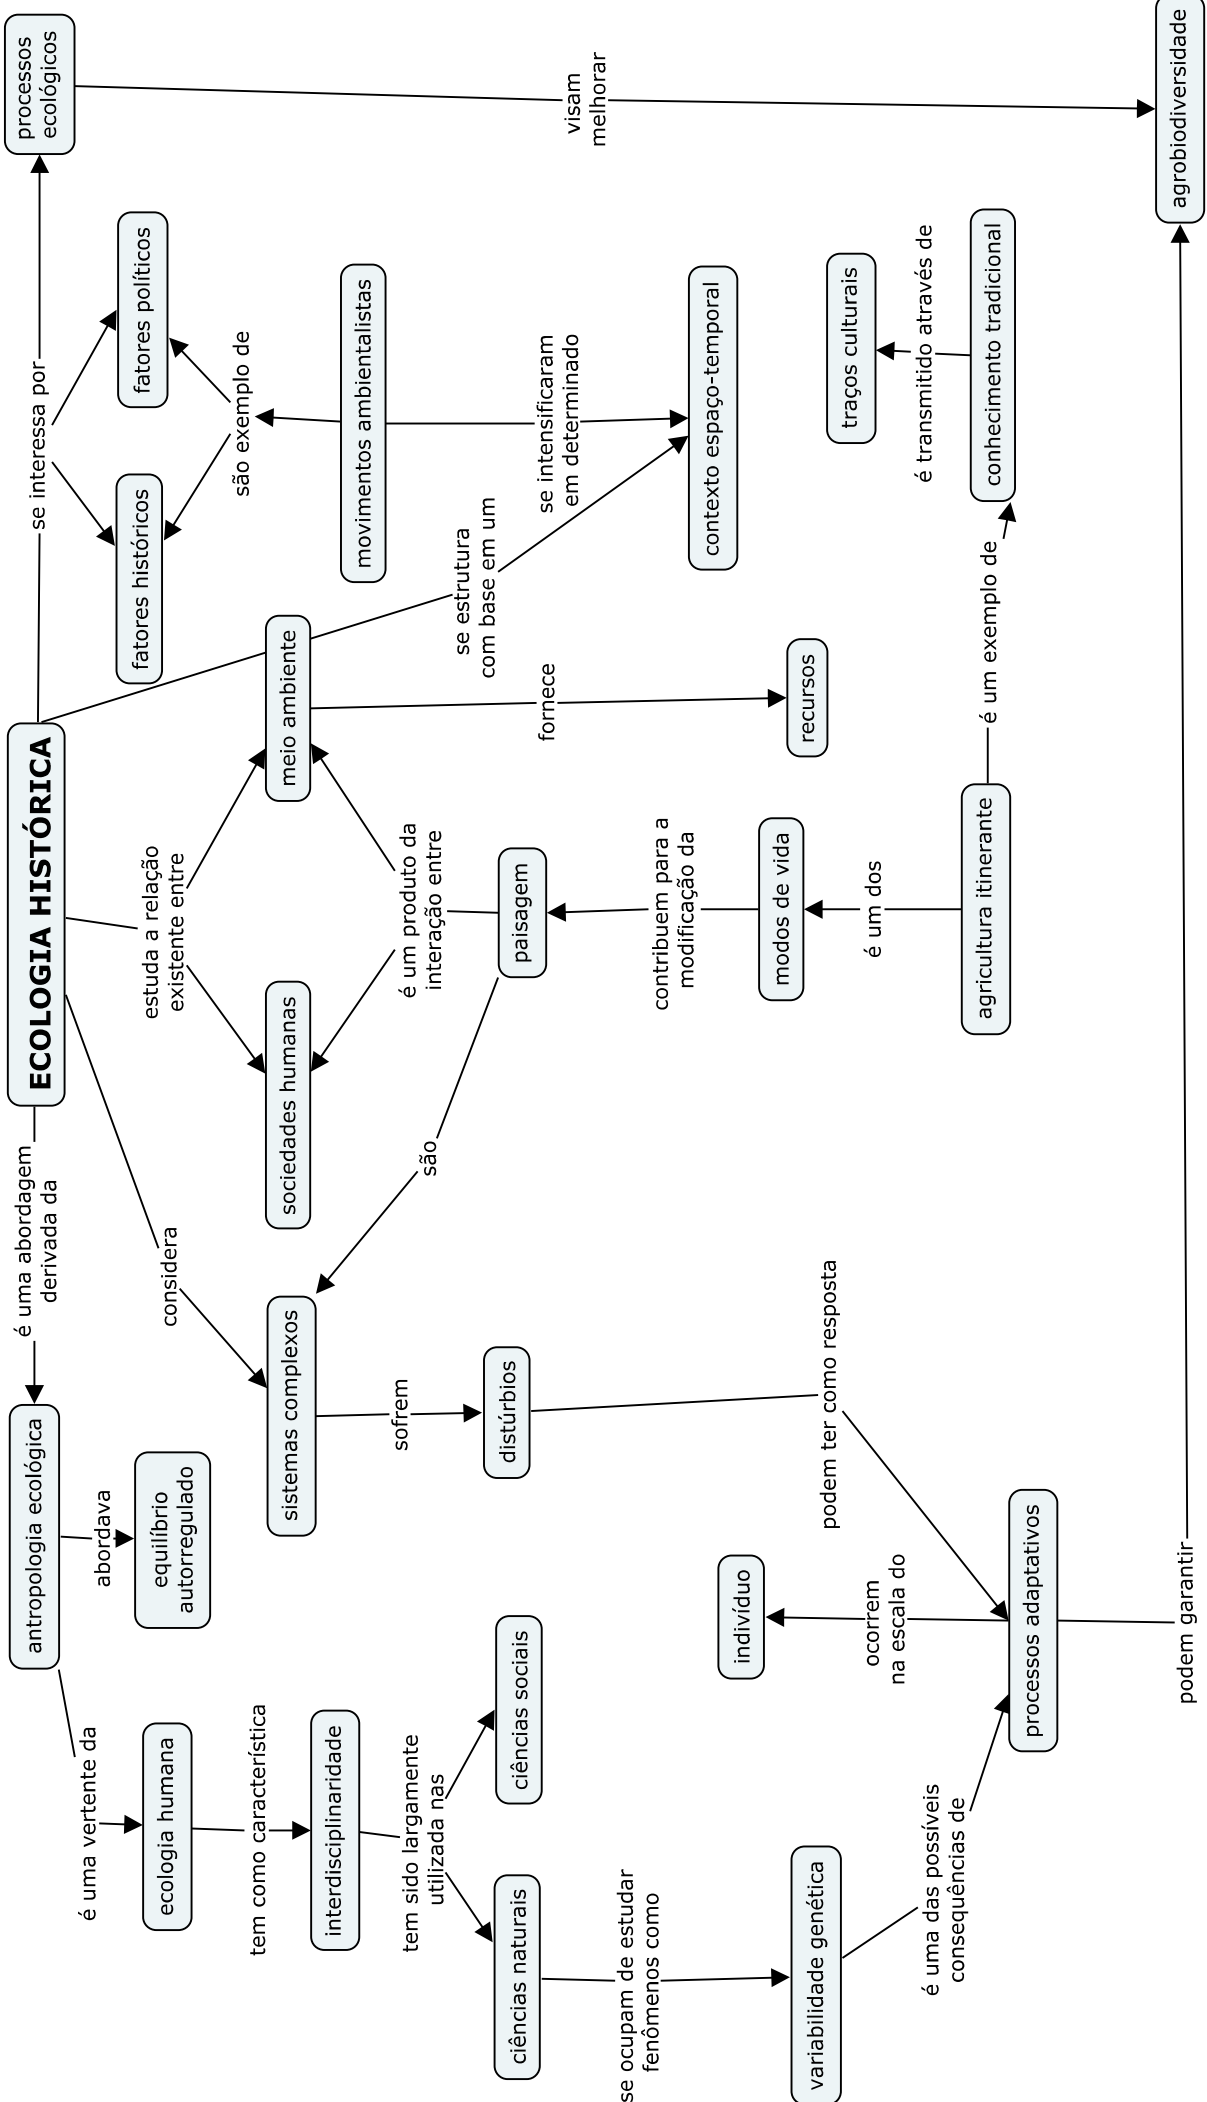 ECOLOGIA HISTÓRICA
é uma abordagem
derivada da
antropologia ecológica
se interessa por
processos
ecológicos
abordava
equilíbrio
autorregulado
é uma vertente da
ecologia humana
considera
estuda a relação
existente entre
fatores históricos
fatores políticos
são exemplo de
tem como característica
interdisciplinaridade
sistemas complexos
sociedades humanas
meio ambiente
movimentos ambientalistas
tem sido largamente
utilizada nas
sofrem
são
é um produto da
interação entre
se estrutura
com base em um
ciências naturais
ciências sociais
distúrbios
paisagem
fornece
se intensificaram
em determinado
se ocupam de estudar
fenômenos como
contribuem para a
modificação da
contexto espaço-temporal
variabilidade genética
indivíduo
podem ter como resposta
modos de vida
recursos
traços culturais
é uma das possíveis
consequências de
ocorrem
na escala do
é um dos
é transmitido através de
processos adaptativos
agricultura itinerante
é um exemplo de
conhecimento tradicional
visam
melhorar
podem garantir
agrobiodiversidade